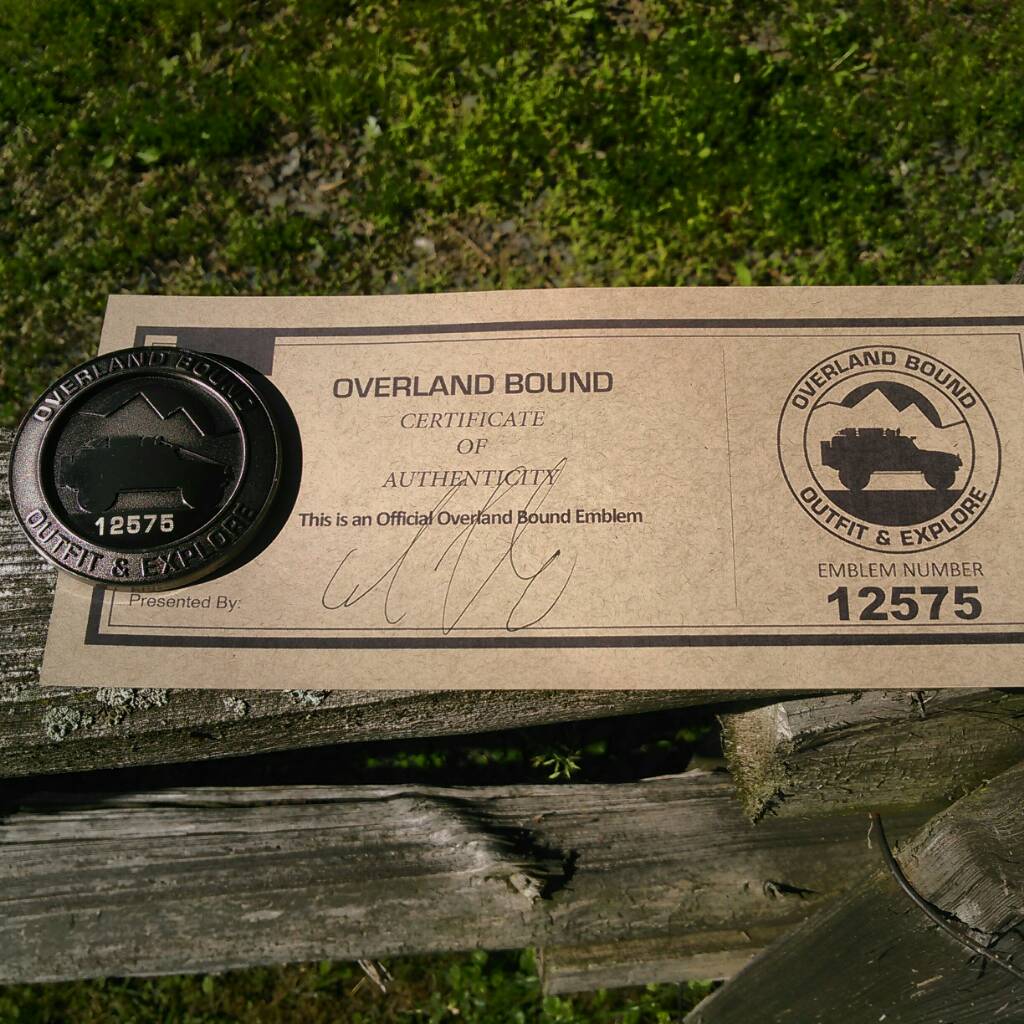 OVERLAND BOUND
12575
OUTFIT & EXPLORE
OVERLAND BOUND
CERTIFICATE
OF
AUTHENTICITY
This is an Official Overland Bound Emblem
Presented By:
OVERLAND BOUND
OUTFIT & EXPLORE
EMBLEM NUMBER
12575